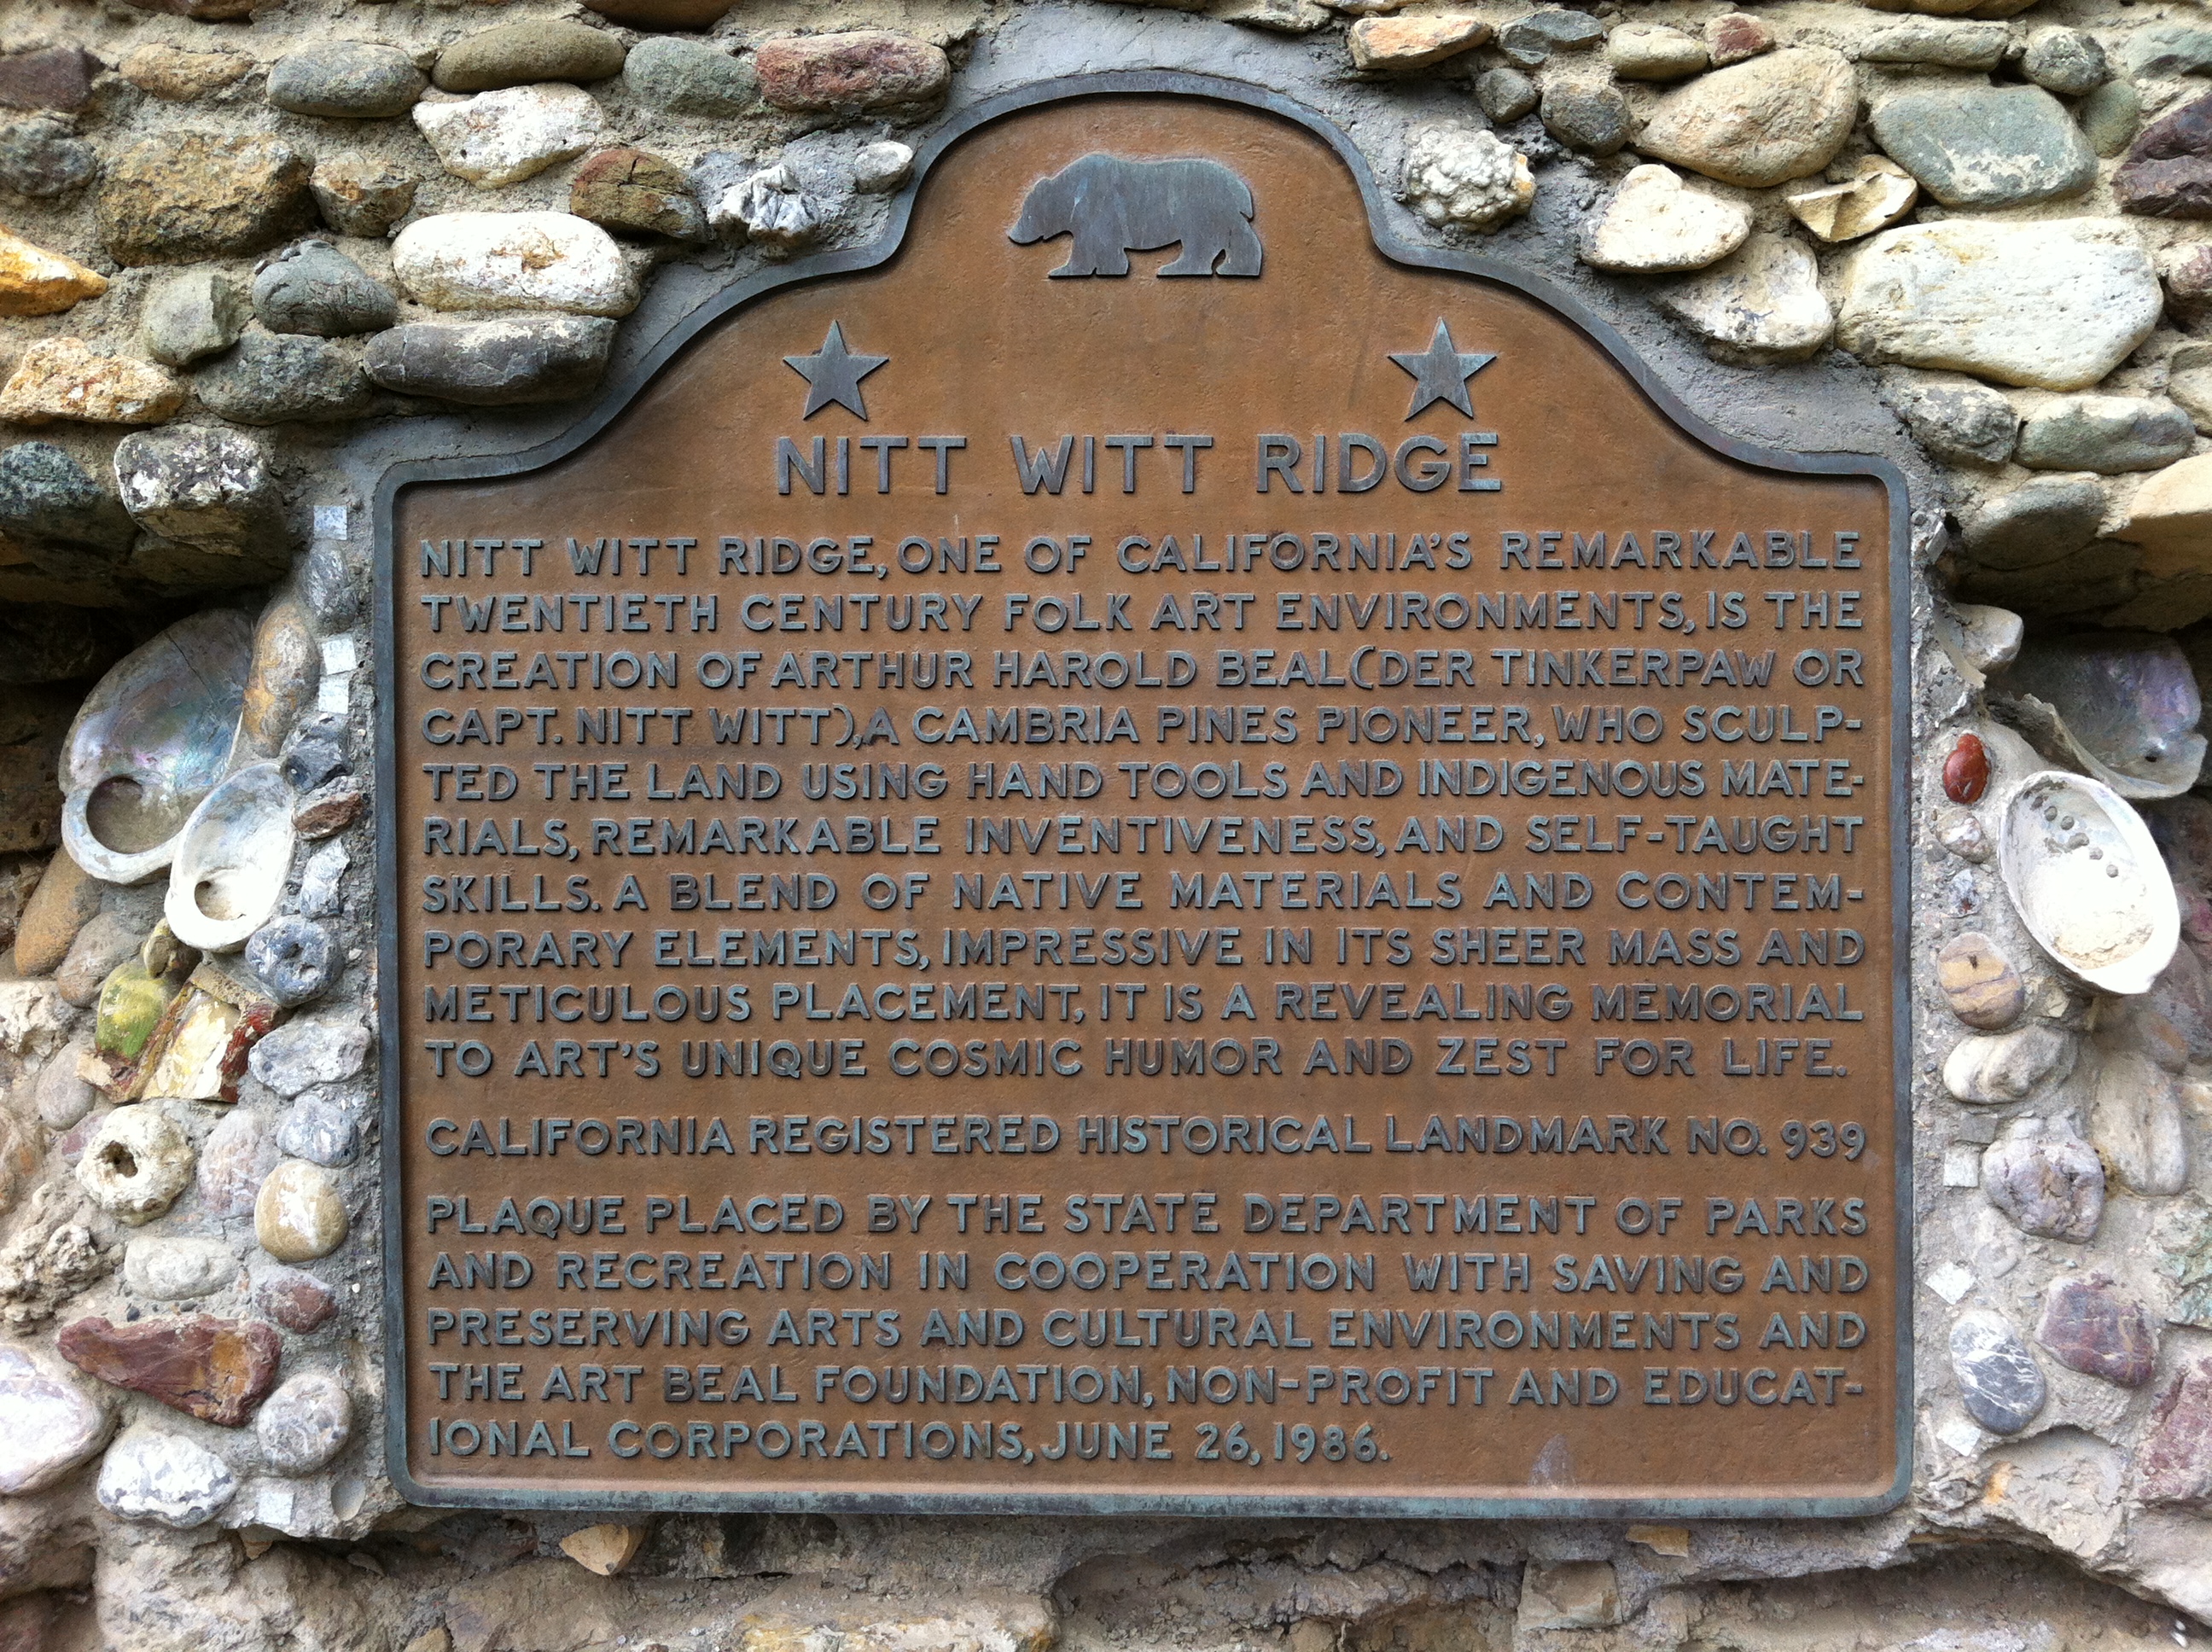 NITT WITT RIDGE
NITT WITT RIDGE, ONE OF CALIFORNIA'S REMARKABLE
TWENTIETH CENTURY FOLK ART ENVIRONMENTS, IS THE
CREATION OF ARTHUR HAROLD BEAL (DER TINKERPAW OR
CAPT. NITT WITT), A CAMBRIA PINES PIONEER, WHO SCULP-
TED THE LAND USING HAND TOOLS AND INDIGENOUS MATE-
RIALS, REMARKABLE INVENTIVENESS, AND SELF-TAUGHT
SKILLS. A BLEND OF NATIVE MATERIALS AND CONTEM-
PORARY ELEMENTS, IMPRESSIVE IN ITS SHEER MASS AND
METICULOUS PLACEMENT, IT IS A REVEALING MEMORIAL
TO ART'S UNIQUE COSMIC HUMOR AND ZEST FOR LIFE.
CALIFORNIA REGISTERED HISTORICAL LANDMARK NO. 939
PLAQUE PLACED BY THE STATE DEPARTMENT OF PARKS
AND RECREATION IN COOPERATION WITH SAVING AND
PRESERVING ARTS AND CULTURAL ENVIRONMENTS AND
THE ART BEAL FOUNDATION, NON-PROFIT AND EDUCAT-
IONAL CORPORATIONS, JUNE 26, 1986.